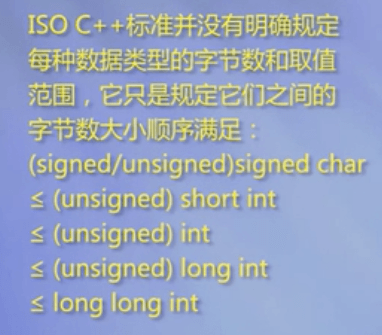 ISO C++标准并没有明确规定
每种数据类型的字节数和取值
范围，它只是规定它们之间的
字节数大小顺序满足：
(signed/unsigned)signed char
≤ (unsigned) short int
≤ (unsigned) int
≤ (unsigned) long int
≤ long long int